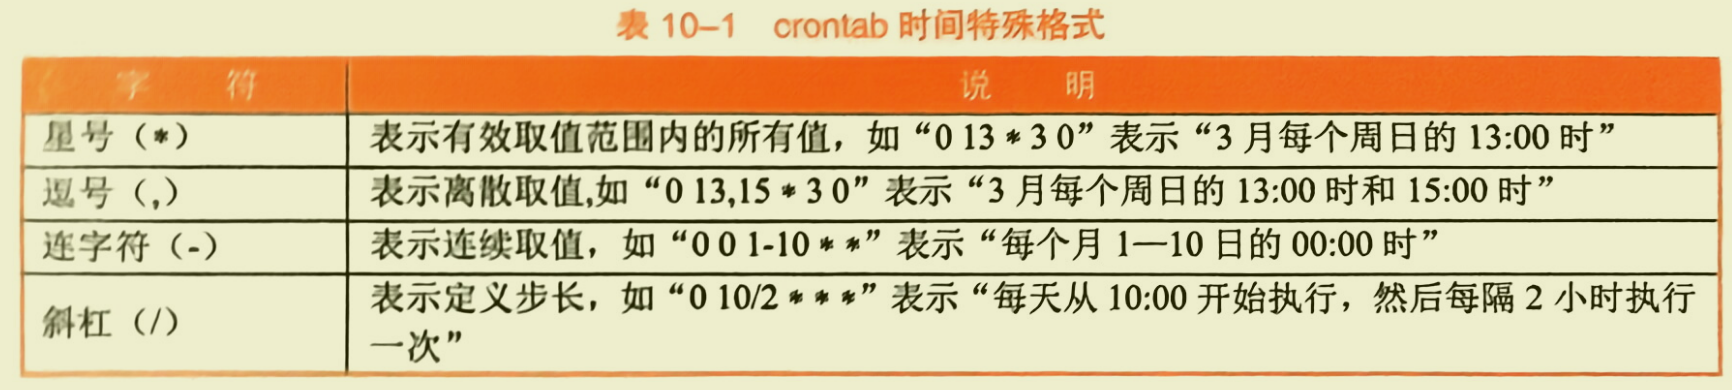 表 10-1 crontab 时间特殊格式
字 符 说 明
星号（*） 表示有效取值范围内的所有值，如“0 13 * 3 0”表示“3 月每个周日的 13:00 时”
逗号（,） 表示离散取值,如“0 13,15 * 3 0”表示“3 月每个周日的 13:00 时和 15:00 时”
连字符（-） 表示连续取值，如“0 0 1-10 * *”表示“每个月 1—10 日的 00:00 时”
斜杠（/） 表示定义步长，如“0 10/2 * * *”表示“每天从 10:00 开始执行，然后每隔 2 小时执行
一次”